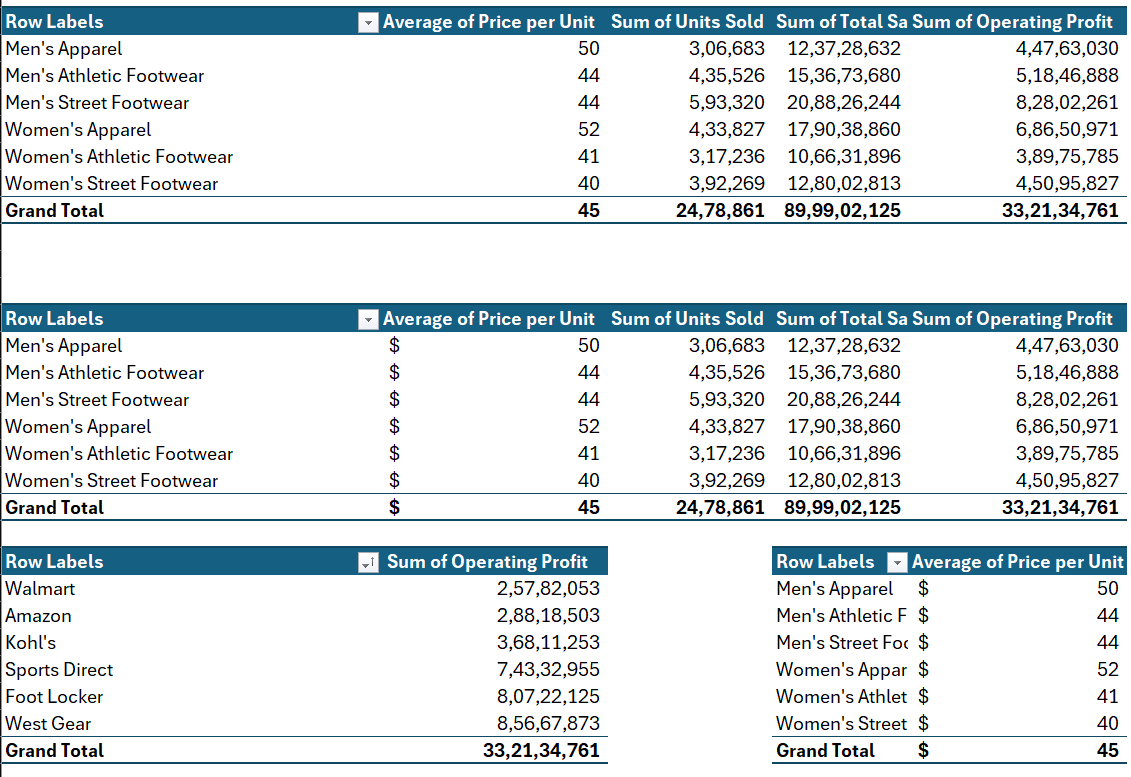 Row Labels Average of Price per Unit Sum of Units Sold Sum of Total Sa Sum of Operating Profit
Men's Apparel 50 3,06,683 12,37,28,632 4,47,63,030
Men's Athletic Footwear 44 4,35,526 15,36,73,680 5,18,46,888
Men's Street Footwear 44 5,93,320 20,88,26,244 8,28,02,261
Women's Apparel 52 4,33,827 17,90,38,860 6,86,50,971
Women's Athletic Footwear 41 3,17,236 10,66,31,896 3,89,75,785
Women's Street Footwear 40 3,92,269 12,80,02,813 4,50,95,827
Grand Total 45 24,78,861 89,99,02,125 33,21,34,761
Row Labels Average of Price per Unit Sum of Units Sold Sum of Total Sa Sum of Operating Profit
Men's Apparel $ 50 3,06,683 12,37,28,632 4,47,63,030
Men's Athletic Footwear $ 44 4,35,526 15,36,73,680 5,18,46,888
Men's Street Footwear $ 44 5,93,320 20,88,26,244 8,28,02,261
Women's Apparel $ 52 4,33,827 17,90,38,860 6,86,50,971
Women's Athletic Footwear $ 41 3,17,236 10,66,31,896 3,89,75,785
Women's Street Footwear $ 40 3,92,269 12,80,02,813 4,50,95,827
Grand Total $ 45 24,78,861 89,99,02,125 33,21,34,761
Row Labels Sum of Operating Profit
Walmart 2,57,82,053
Amazon 2,88,18,503
Kohl's 3,68,11,253
Sports Direct 7,43,32,955
Foot Locker 8,07,22,125
West Gear 8,56,67,873
Grand Total 33,21,34,761
Row Labels Average of Price per Unit
Men's Apparel $ 50
Men's Athletic F $ 44
Men's Street Foo $ 44
Women's Appar $ 52
Women's Athlet $ 41
Women's Street $ 40
Grand Total $ 45